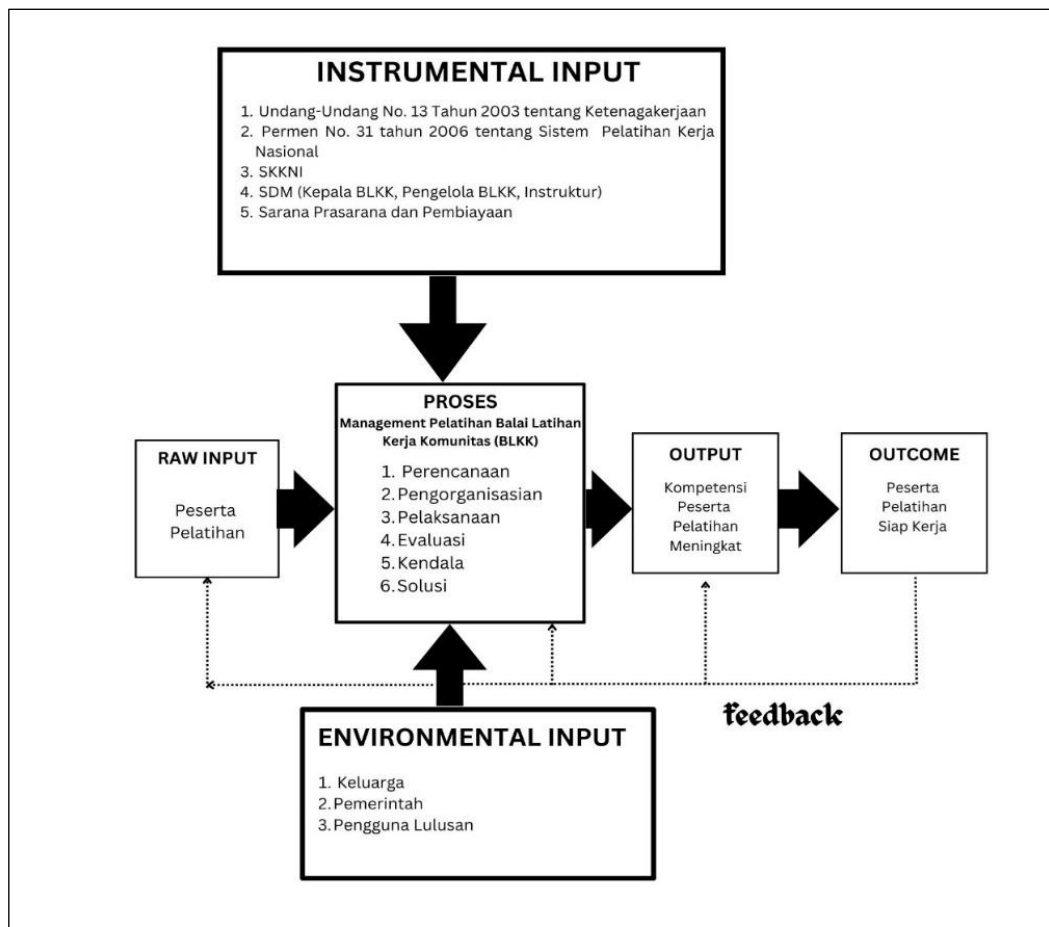 INSTRUMENTAL INPUT
1. Undang-Undang No. 13 Tahun 2003 tentang Ketenagakerjaan
2. Permen No. 31 tahun 2006 tentang Sistem Pelatihan Kerja
Nasional
3. SKKNI
4. SDM (Kepala BLKK, Pengelola BLKK, Instruktur)
5. Sarana Prasarana dan Pembiayaan
RAW INPUT
Peserta
Pelatihan
PROSES
Management Pelatihan Balai Latihan
Kerja Komunitas (BLKK)
1. Perencanaan
2. Pengorganisasian
3. Pelaksanaan
4. Evaluasi
5. Kendala
6. Solusi
OUTPUT
Kompetensi
Peserta
Pelatihan
Meningkat
OUTCOME
Peserta
Pelatihan
Siap Kerja
feedback
ENVIRONMENTAL INPUT
1. Keluarga
2. Pemerintah
3. Pengguna Lulusan